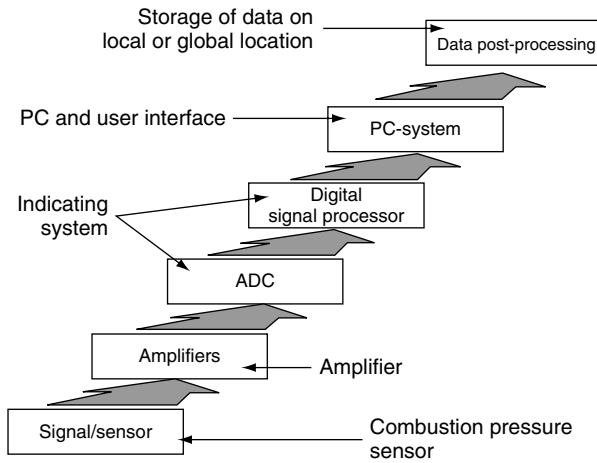 Storage of data on
local or global location
Data post-processing
PC and user interface
PC-system
Indicating
system
Digital
signal processor
ADC
Amplifiers
Amplifier
Signal/sensor
Combustion pressure
sensor